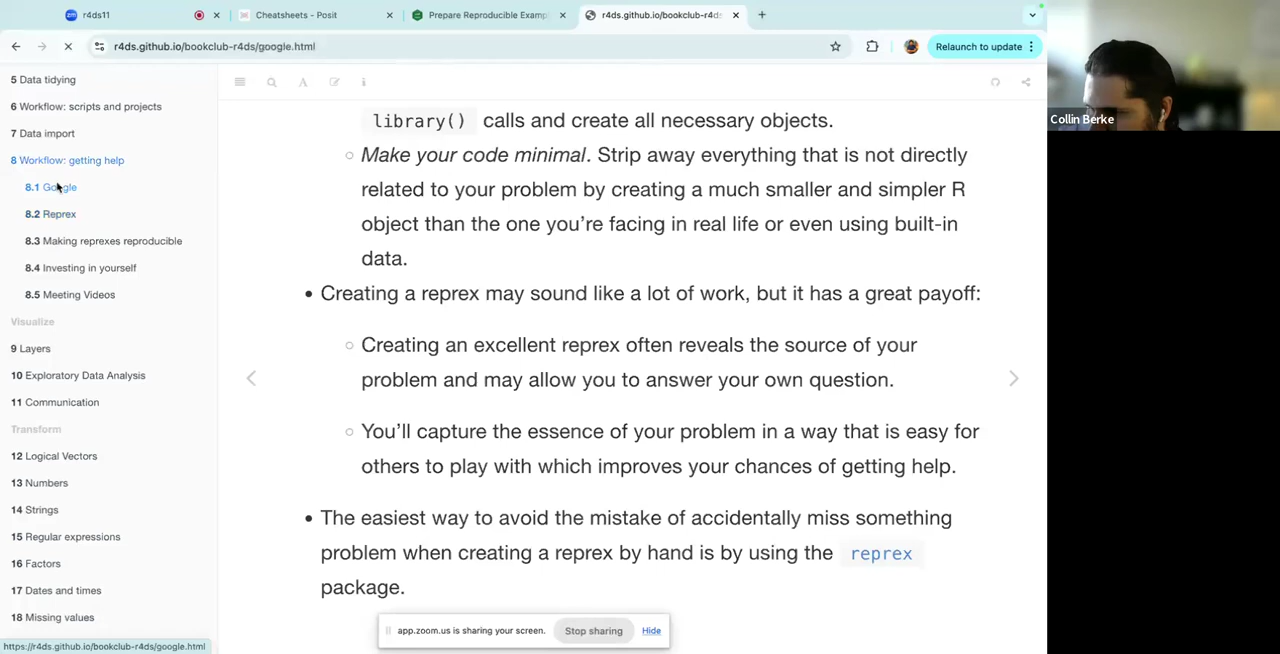 r4ds11
Cheatsheets - Posit
Prepare Reproducible Examp
r4ds.github.io/bookclub-r4ds
r4ds.github.io/bookclub-r4ds/google.html
Relaunch to update
5 Data tidying
6 Workflow: scripts and projects
7 Data import
8 Workflow: getting help
8.1 Google
8.2 Reprex
8.3 Making reprexes reproducible
8.4 Investing in yourself
8.5 Meeting Videos
Visualize
9 Layers
10 Exploratory Data Analysis
11 Communication
Transform
12 Logical Vectors
13 Numbers
14 Strings
15 Regular expressions
16 Factors
17 Dates and times
18 Missing values
https://r4ds.github.io/bookclub-r4ds/google.html
library() calls and create all necessary objects.
Make your code minimal. Strip away everything that is not directly
related to your problem by creating a much smaller and simpler R
object than the one you're facing in real life or even using built-in
data.
Creating a reprex may sound like a lot of work, but it has a great payoff:
Creating an excellent reprex often reveals the source of your
problem and may allow you to answer your own question.
You'll capture the essence of your problem in a way that is easy for
others to play with which improves your chances of getting help.
The easiest way to avoid the mistake of accidentally miss something
problem when creating a reprex by hand is by using the reprex
package.
app.zoom.us is sharing your screen.
Stop sharing
Hide
Collin Berke